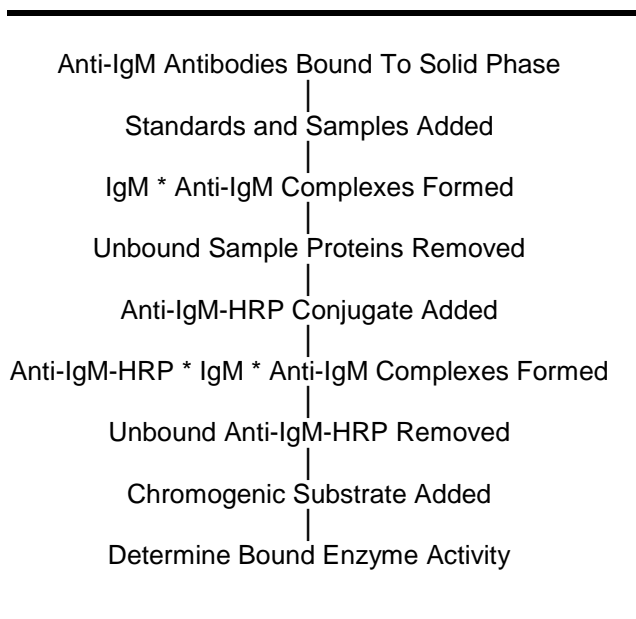 Anti-IgM Antibodies Bound To Solid Phase
Standards and Samples Added
IgM * Anti-IgM Complexes Formed
Unbound Sample Proteins Removed
Anti-IgM-HRP Conjugate Added
Anti-IgM-HRP * IgM * Anti-IgM Complexes Formed
Unbound Anti-IgM-HRP Removed
Chromogenic Substrate Added
Determine Bound Enzyme Activity